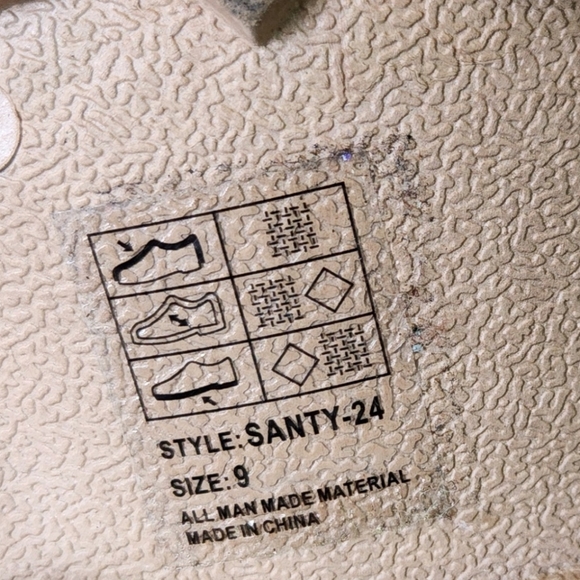 STYLE: SANTY-24
SIZE: 9
ALL MAN MADE MATERIAL
MADE IN CHINA